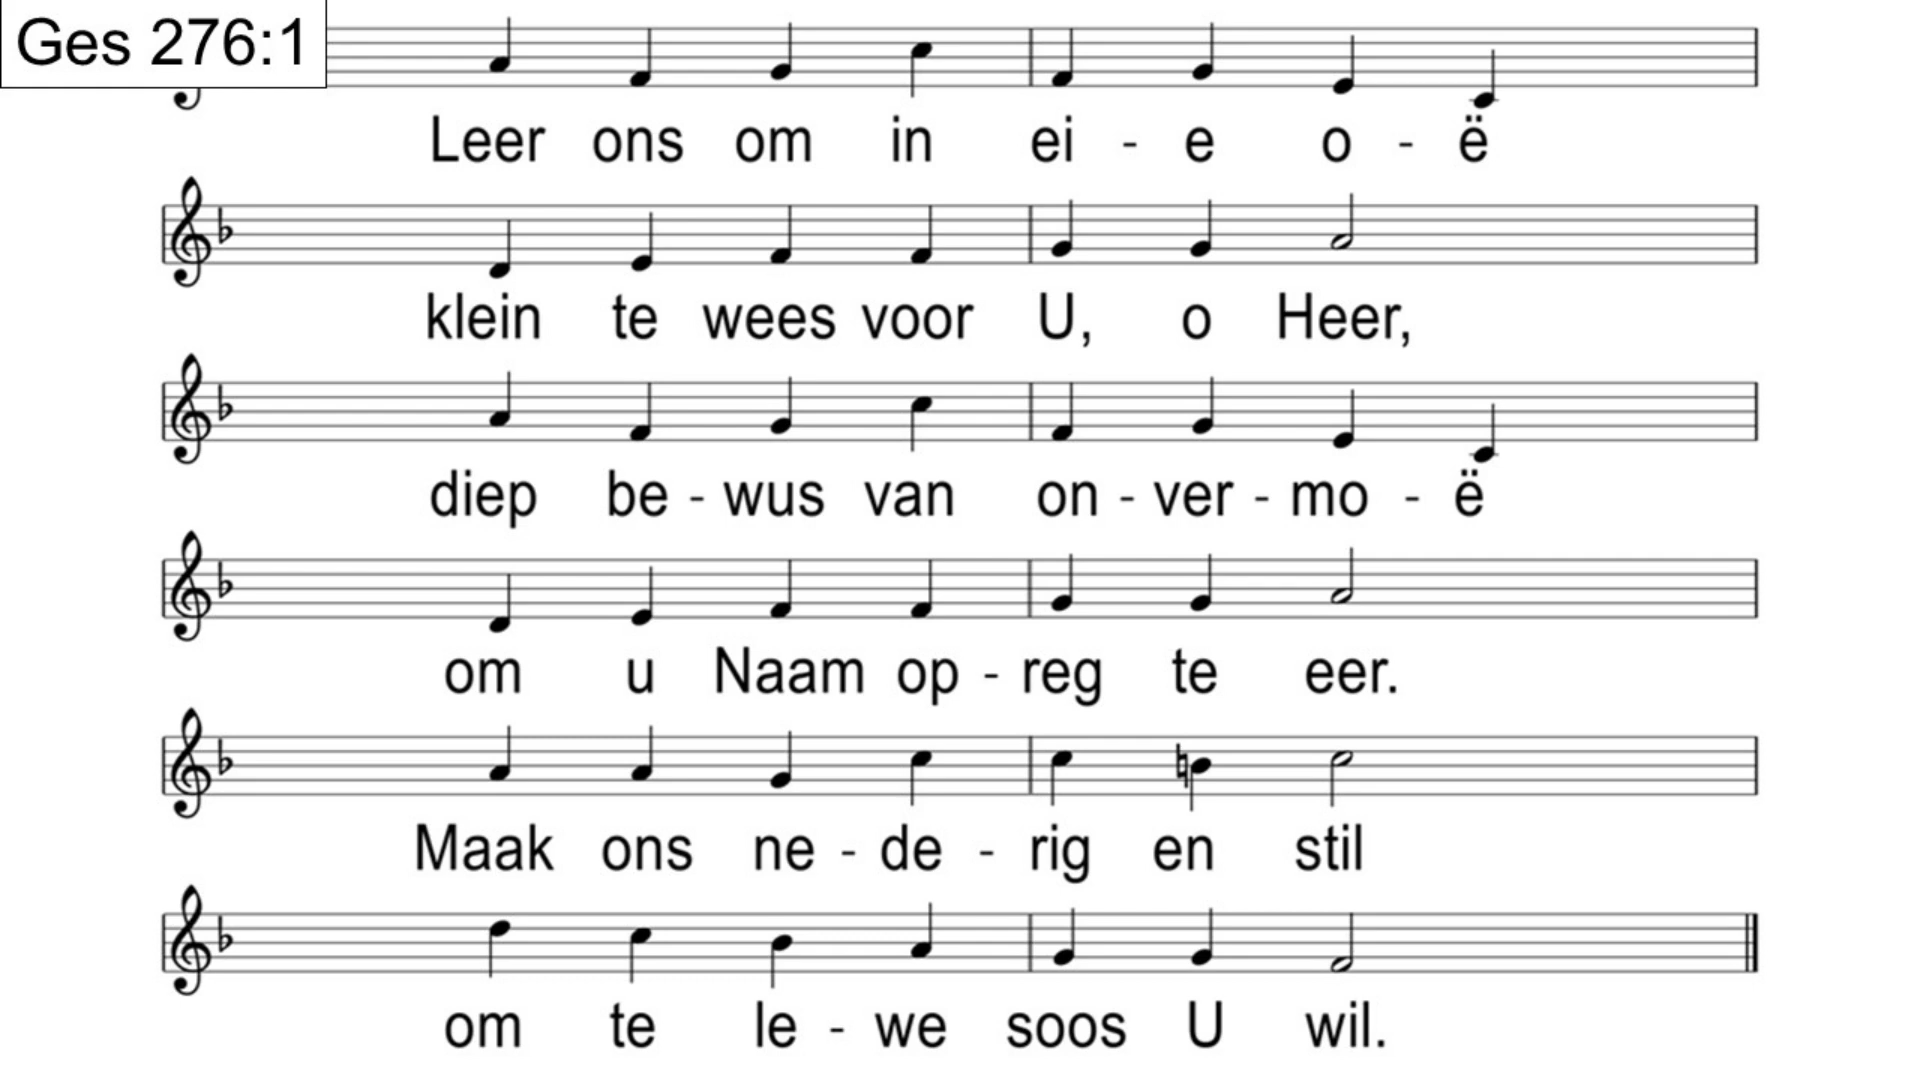 Ges 276:1
Leer ons om in ei - e o - ë
klein te wees voor U, o Heer,
diep be - wus van on - ver - mo - ë
om u Naam op - reg te eer.
Maak ons ne - de - rig en stil
om te le - we soos U wil.